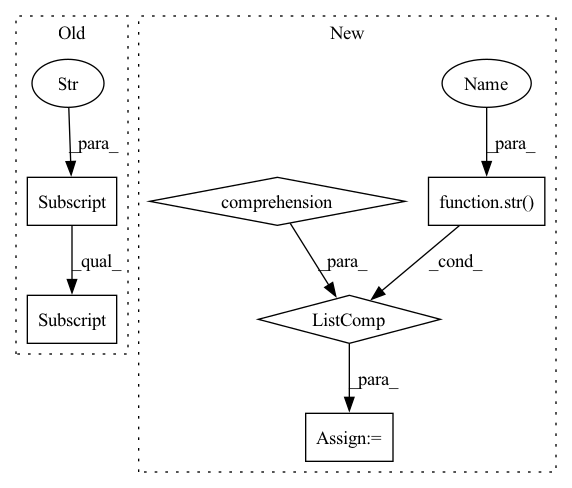 Old
New
Str
Name
_para_
_para_
Subscript
comprehension
function.str()
_qual_
_para_
_cond_
Subscript
ListComp
_para_
Assign:=